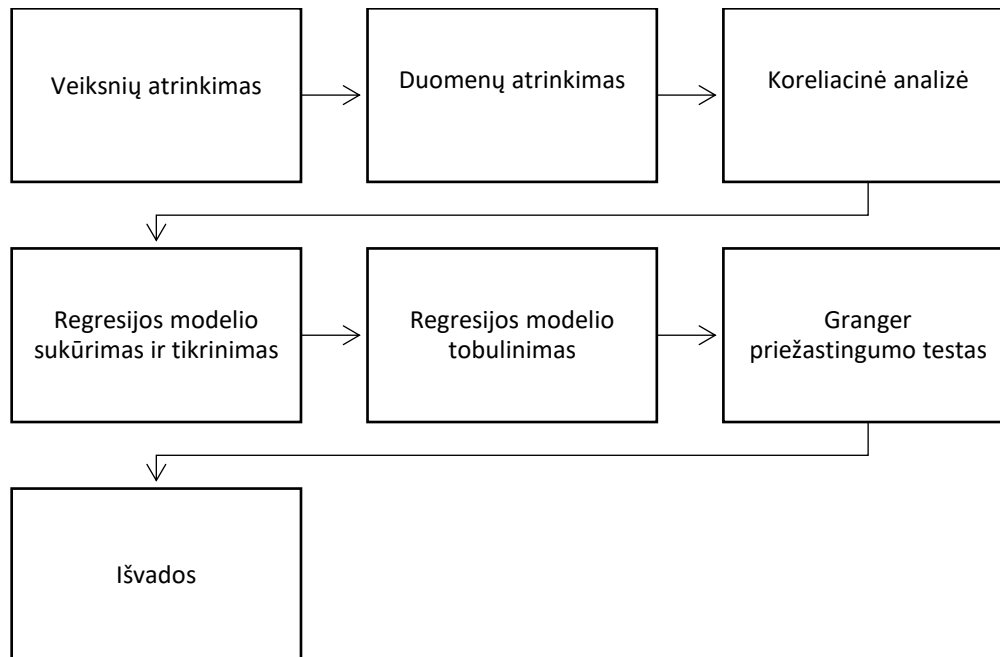 Veiksnių atrinkimas
Duomenų atrinkimas
Koreliacinė analizė
Regresijos modelio
sukūrimas ir tikrinimas
Regresijos modelio
tobulinimas
Granger
priežastingumo testas
Išvados